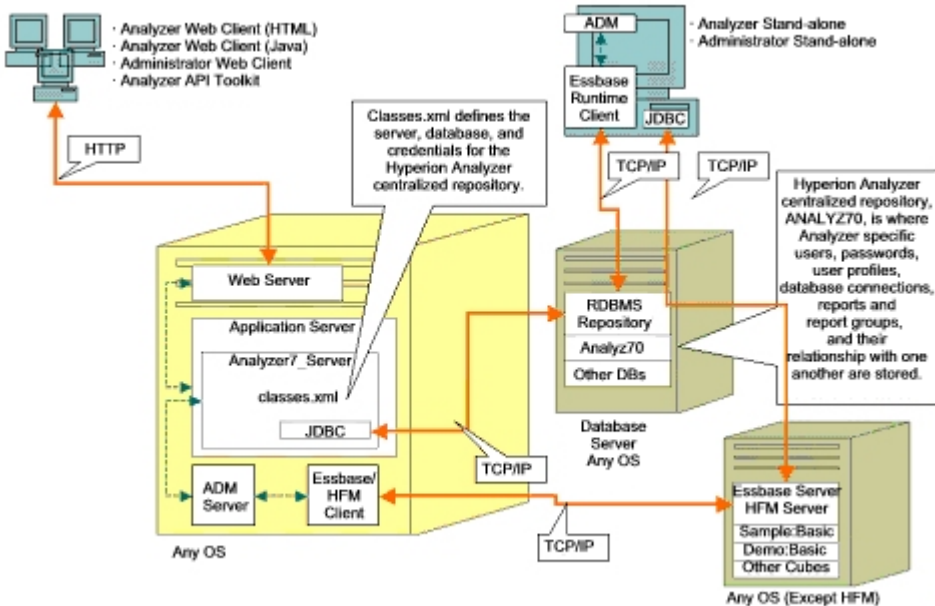 · Analyzer Web Client (HTML)
· Analyzer Web Client (Java)
· Administrator Web Client
· Analyzer API Toolkit
ADM
· Analyzer Stand-alone
· Administrator Stand-alone
Essbase
Runtime
Client
JDBC
HTTP
Classes.xml defines the
server, database, and
credentials for the
Hyperion Analyzer
centralized repository.
TCP/IP
TCP/IP
Hyperion Analyzer
centralized repository,
ANALYZ70, is where
Analyzer specific
users, passwords,
user profiles,
database connections,
reports and
report groups,
and their
relationship with one
another are stored.
Web Server
Application Server
Analyzer7_Server
classes.xml
JDBC
RDBMS
Repository
Analyz70
Other DBs
Database
Server
Any OS
TCP/IP
ADM
Server
Essbase/
HFM
Client
Any OS
TCP/IP
Essbase Server
HFM Server
Sample:Basic
Demo:Basic
Other Cubes
Any OS (Except HFM)